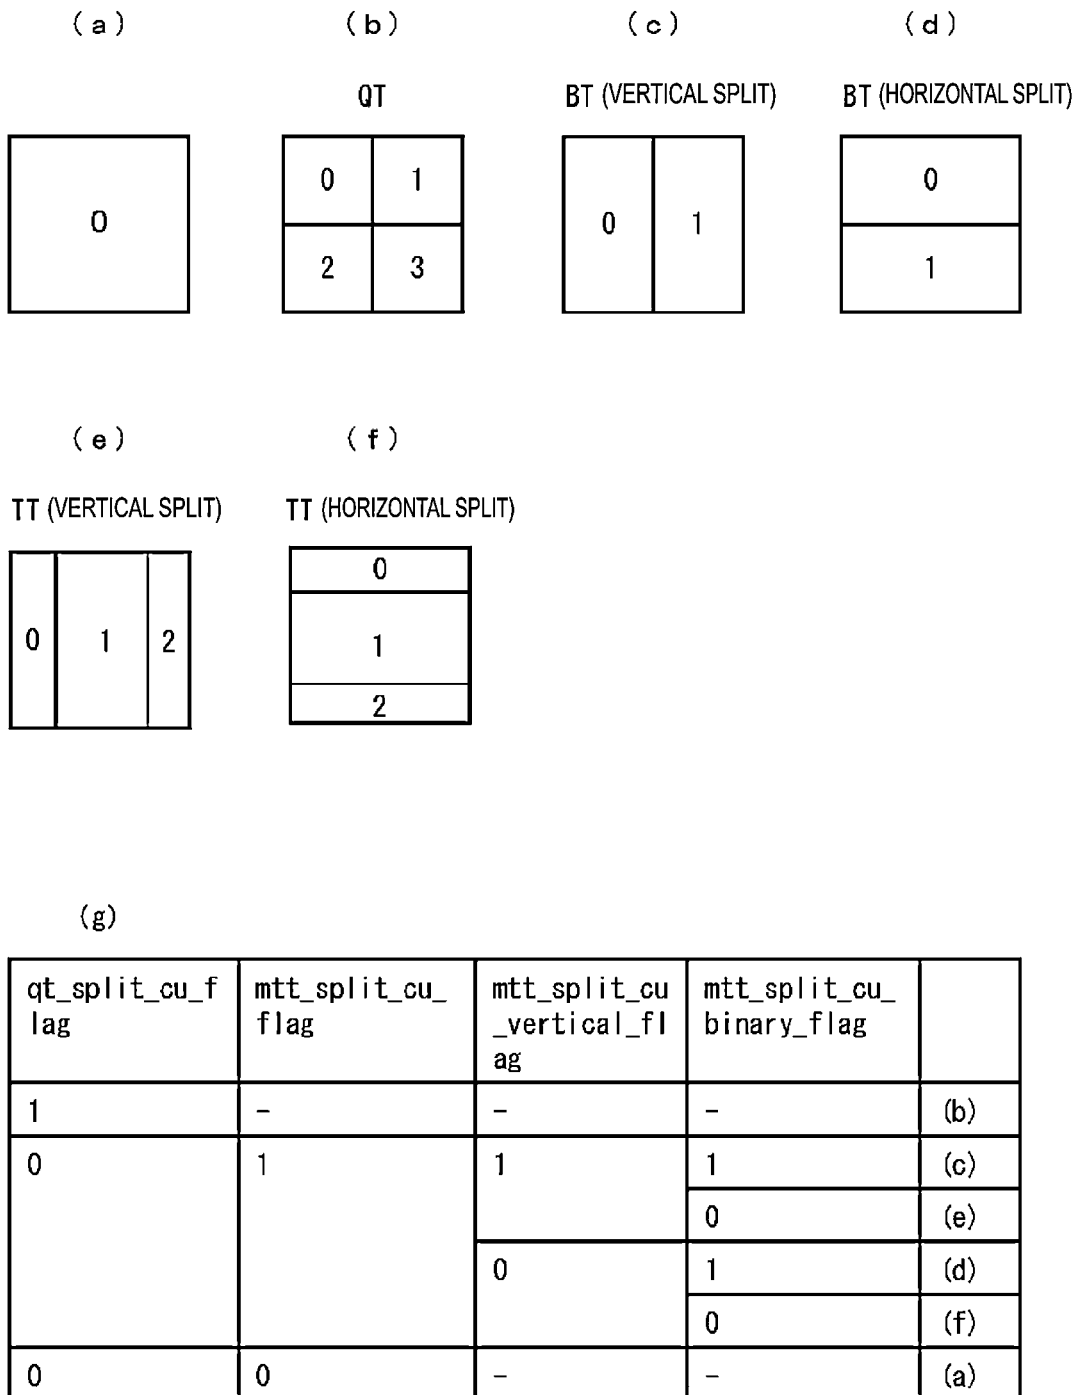 (a) (b) (c) (d)
QT BT (VERTICAL SPLIT) BT (HORIZONTAL SPLIT)
0 0 1 0 1 0
2 3 1
(e) (f)
TT (VERTICAL SPLIT) TT (HORIZONTAL SPLIT)
0 1 2 0
1
2
(g)
qt_split_cu_f mtt_split_cu_ mtt_split_cu mtt_split_cu_
lag flag _vertical_fl binary_flag
ag
1 – – – (b)
0 1 1 1 (c)
0 (e)
0 1 (d)
0 (f)
0 0 – – (a)